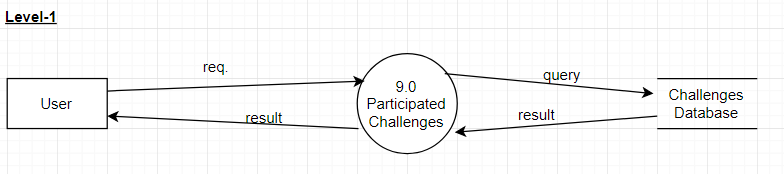 Level-1
req.
query
User
9.0
Participated
Challenges
Challenges
Database
result
result